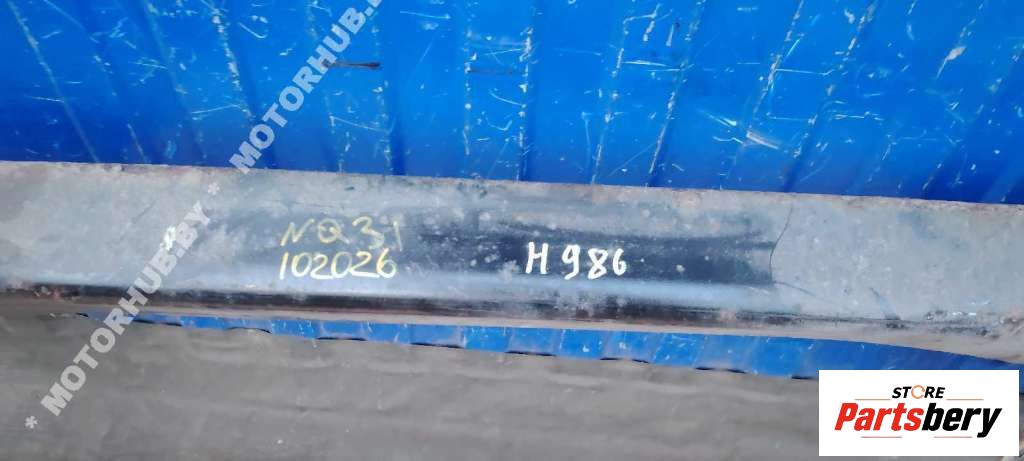 * MOTORHUB.BY * MOTORHUB.BY
NQ31
102026
H986
STORE
Partsbery